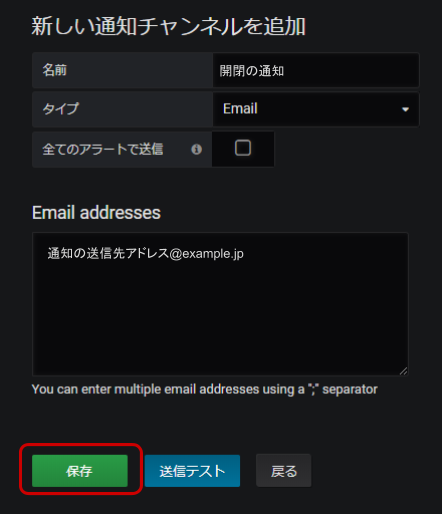 新しい通知チャンネルを追加
名前 開閉の通知
タイプ Email
全てのアラートで送信
Email addresses
通知の送信先アドレス@example.jp
You can enter multiple email addresses using a ";" separator
保存 送信テスト 戻る